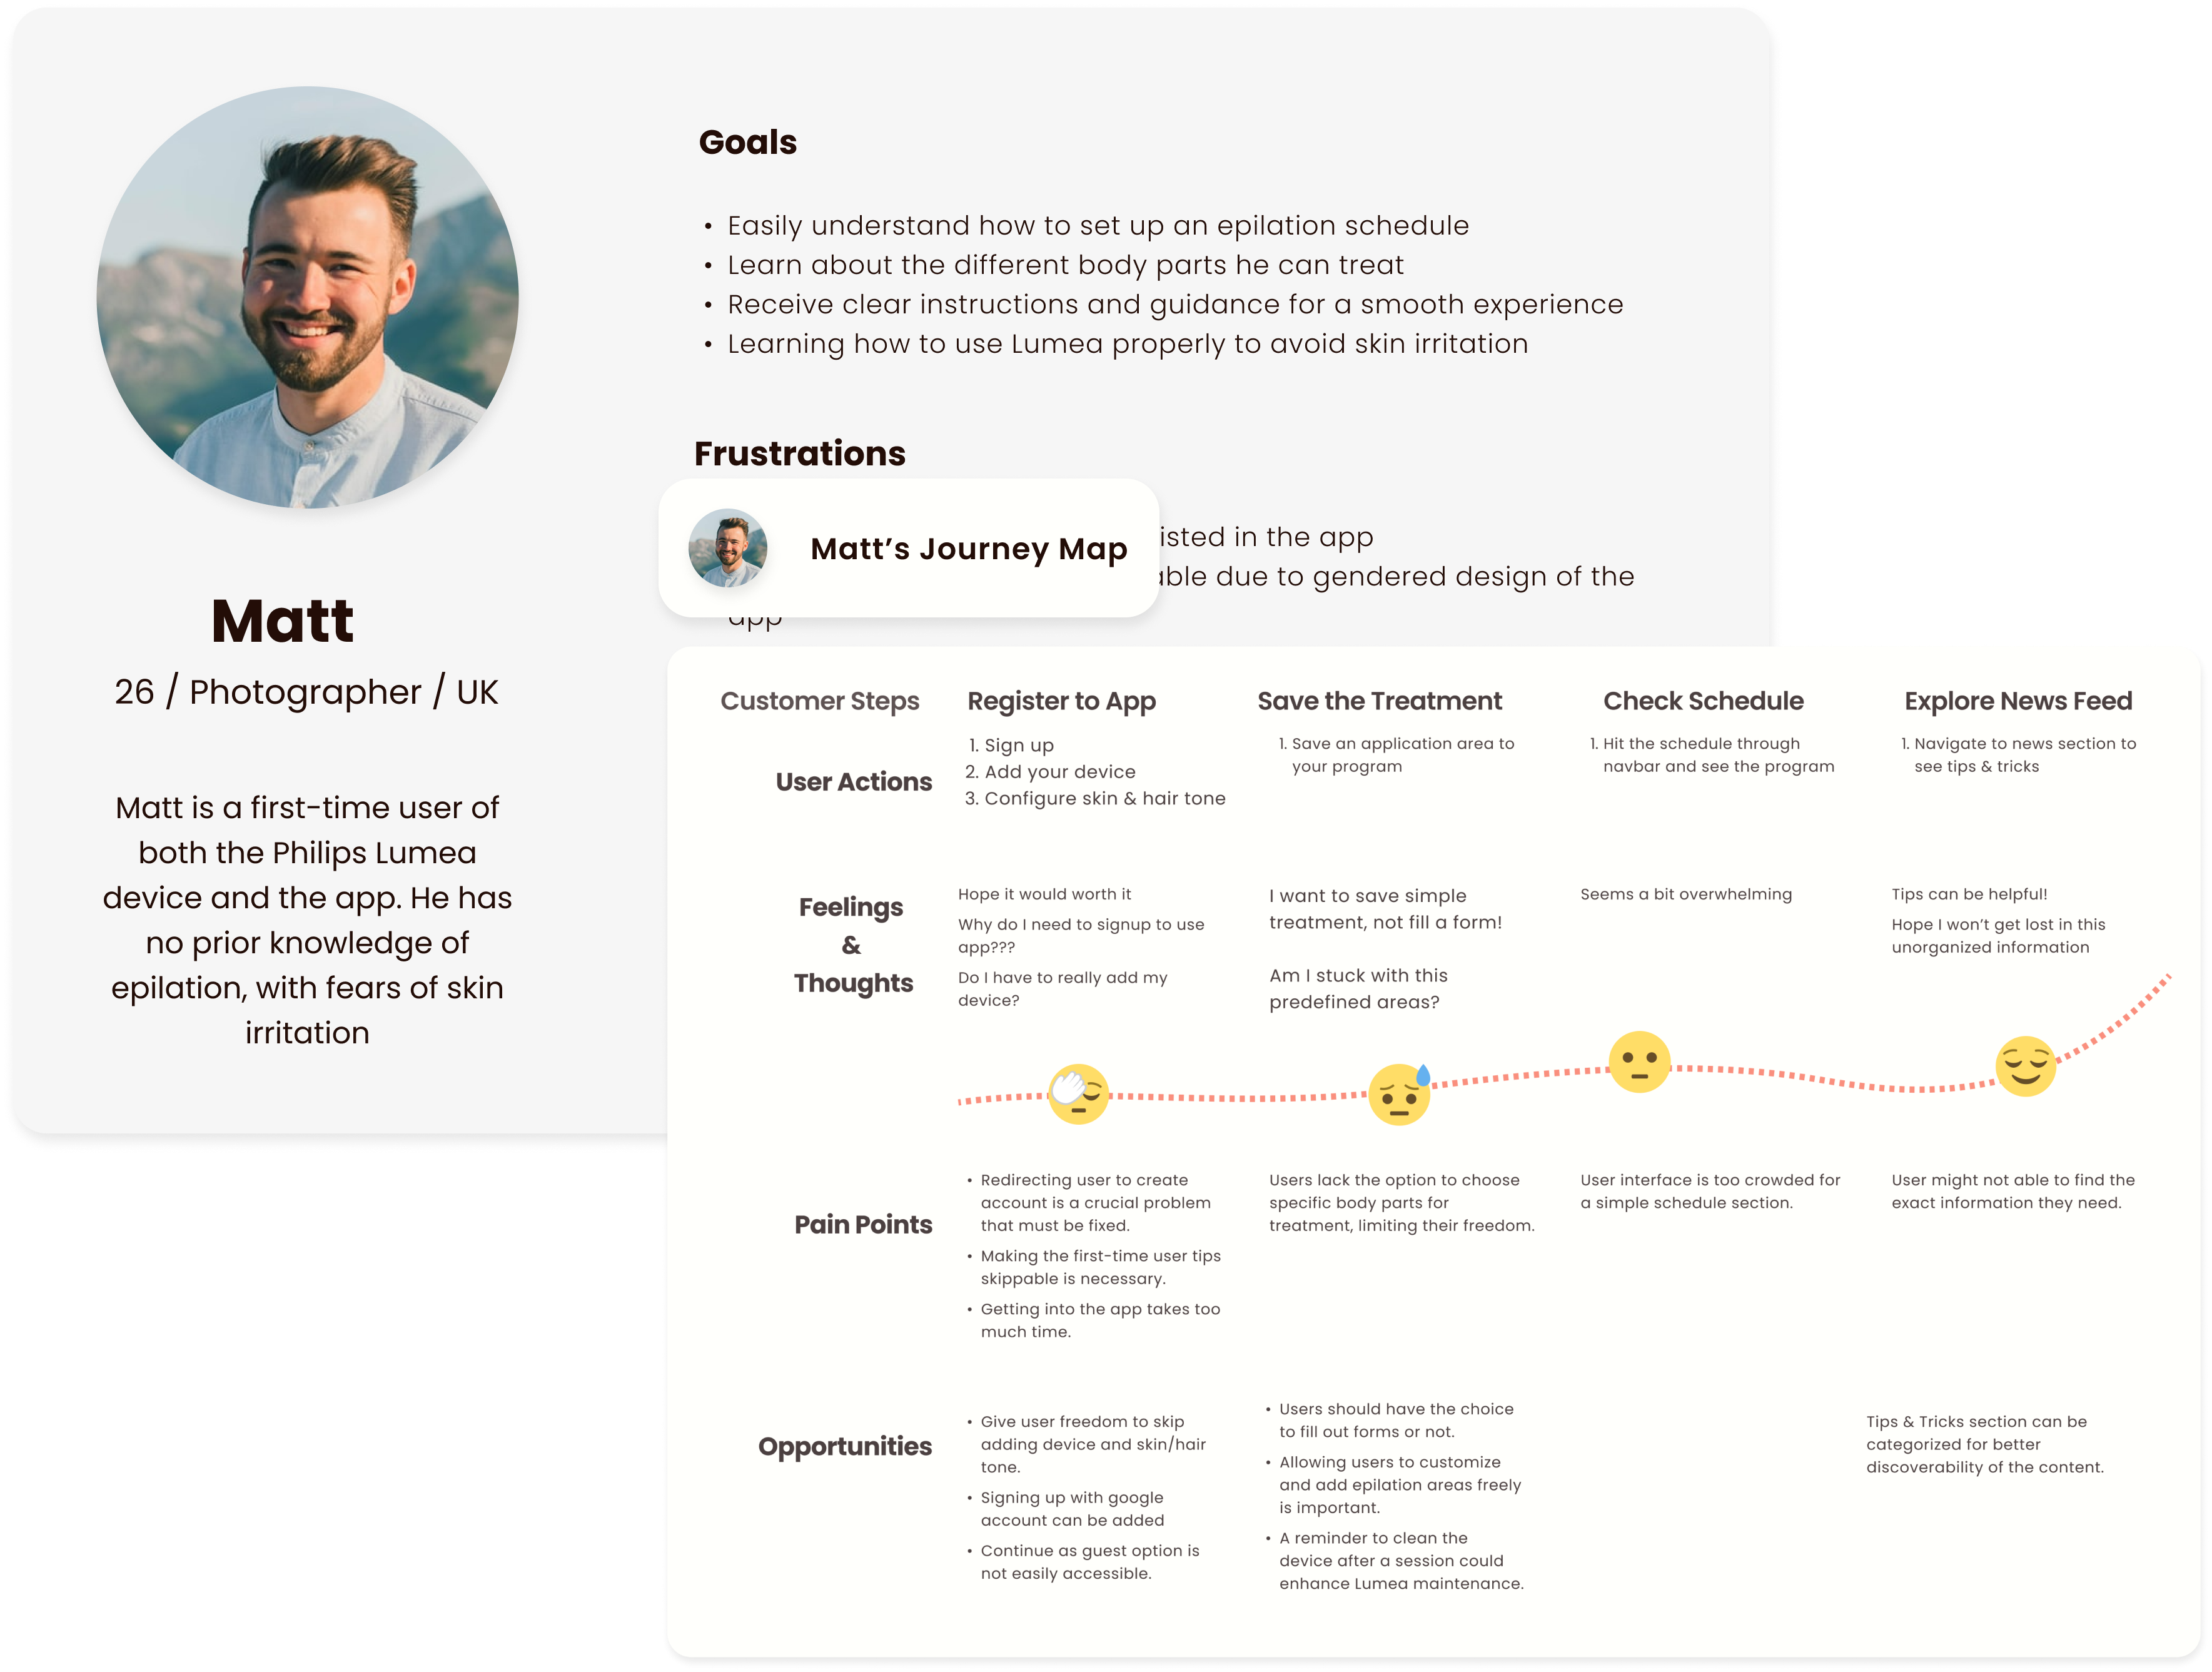 Matt
26 / Photographer / UK
Matt is a first-time user of
both the Philips Lumea
device and the app. He has
no prior knowledge of
epilation, with fears of skin
irritation
Goals
• Easily understand how to set up an epilation schedule
• Learn about the different body parts he can treat
• Receive clear instructions and guidance for a smooth experience
• Learning how to use Lumea properly to avoid skin irritation
Frustrations
in the app
due to gendered design of the
app
Matt’s Journey Map
Customer Steps
Register to App
Save the Treatment
Check Schedule
Explore News Feed
User Actions
1. Sign up
2. Add your device
3. Configure skin & hair tone
1. Save an application area to
your program
1. Hit the schedule through
navbar and see the program
1. Navigate to news section to
see tips & tricks
Feelings
&
Thoughts
Hope it would worth it
Why do I need to signup to use
app???
Do I have to really add my
device?
I want to save simple
treatment, not fill a form!
Am I stuck with this
predefined areas?
Seems a bit overwhelming
Tips can be helpful!
Hope I won’t get lost in this
unorganized information
Pain Points
• Redirecting user to create
account is a crucial problem
that must be fixed.
• Making the first-time user tips
skippable is necessary.
• Getting into the app takes too
much time.
Users lack the option to choose
specific body parts for
treatment, limiting their freedom.
User interface is too crowded for
a simple schedule section.
User might not able to find the
exact information they need.
Opportunities
• Give user freedom to skip
adding device and skin/hair
tone.
• Signing up with google
account can be added
• Continue as guest option is
not easily accessible.
• Users should have the choice
to fill out forms or not.
• Allowing users to customize
and add epilation areas freely
is important.
• A reminder to clean the
device after a session could
enhance Lumea maintenance.
Tips & Tricks section can be
categorized for better
discoverability of the content.